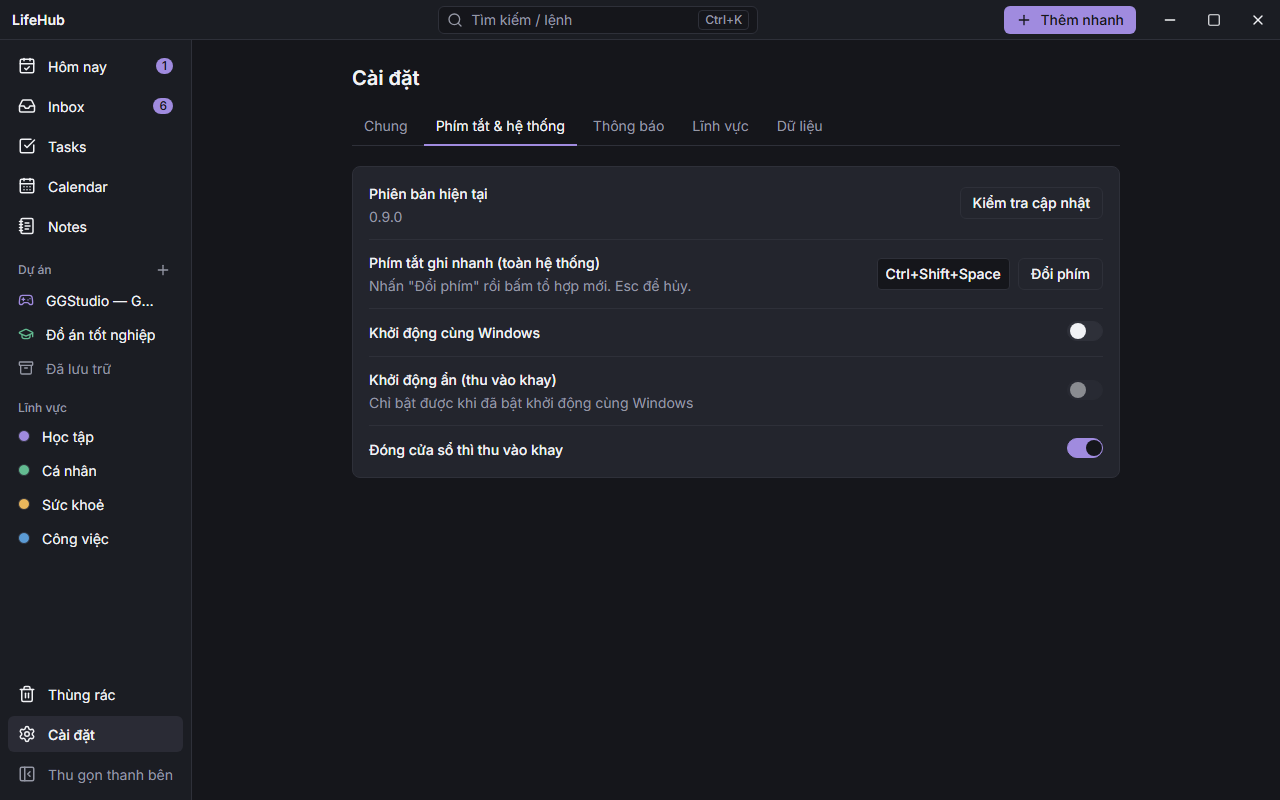 LifeHub
Tìm kiếm / lệnh
Ctrl+K
Thêm nhanh
Hôm nay
1
Inbox
6
Tasks
Calendar
Notes
Dự án
GGStudio — G...
Đồ án tốt nghiệp
Đã lưu trữ
Lĩnh vực
Học tập
Cá nhân
Sức khoẻ
Công việc
Thùng rác
Cài đặt
Thu gọn thanh bên
Cài đặt
Chung
Phím tắt & hệ thống
Thông báo
Lĩnh vực
Dữ liệu
Phiên bản hiện tại
0.9.0
Kiểm tra cập nhật
Phím tắt ghi nhanh (toàn hệ thống)
Nhấn "Đổi phím" rồi bấm tổ hợp mới. Esc để hủy.
Ctrl+Shift+Space
Đổi phím
Khởi động cùng Windows
Khởi động ẩn (thu vào khay)
Chỉ bật được khi đã bật khởi động cùng Windows
Đóng cửa sổ thì thu vào khay